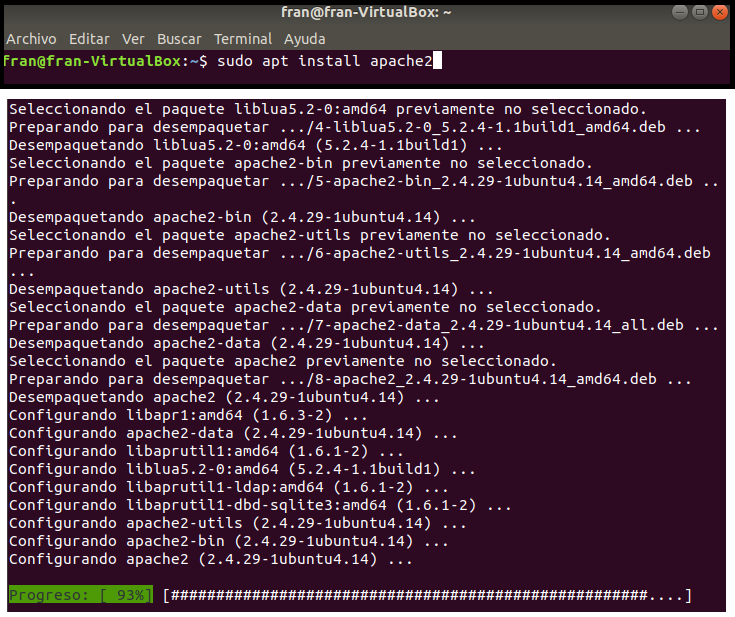 fran@fran-VirtualBox: ~
Archivo Editar Ver Buscar Terminal Ayuda
fran@fran-VirtualBox:~$ sudo apt install apache2
Seleccionando el paquete liblua5.2-0:amd64 previamente no seleccionado.
Preparando para desempaquetar .../4-liblua5.2-0_5.2.4-1.1build1_amd64.deb ...
Desempaquetando liblua5.2-0:amd64 (5.2.4-1.1build1) ...
Seleccionando el paquete apache2-bin previamente no seleccionado.
Preparando para desempaquetar .../5-apache2-bin_2.4.29-1ubuntu4.14_amd64.deb ..
.
Desempaquetando apache2-bin (2.4.29-1ubuntu4.14) ...
Seleccionando el paquete apache2-utils previamente no seleccionado.
Preparando para desempaquetar .../6-apache2-utils_2.4.29-1ubuntu4.14_amd64.deb
...
Desempaquetando apache2-utils (2.4.29-1ubuntu4.14) ...
Seleccionando el paquete apache2-data previamente no seleccionado.
Preparando para desempaquetar .../7-apache2-data_2.4.29-1ubuntu4.14_all.deb ...
Desempaquetando apache2-data (2.4.29-1ubuntu4.14) ...
Seleccionando el paquete apache2 previamente no seleccionado.
Preparando para desempaquetar .../8-apache2_2.4.29-1ubuntu4.14_amd64.deb ...
Desempaquetando apache2 (2.4.29-1ubuntu4.14) ...
Configurando libapr1:amd64 (1.6.3-2) ...
Configurando apache2-data (2.4.29-1ubuntu4.14) ...
Configurando libaprutil1:amd64 (1.6.1-2) ...
Configurando liblua5.2-0:amd64 (5.2.4-1.1build1) ...
Configurando libaprutil1-ldap:amd64 (1.6.1-2) ...
Configurando libaprutil1-dbd-sqlite3:amd64 (1.6.1-2) ...
Configurando apache2-utils (2.4.29-1ubuntu4.14) ...
Configurando apache2-bin (2.4.29-1ubuntu4.14) ...
Configurando apache2 (2.4.29-1ubuntu4.14) ...
Progreso: [ 93%] [#####################################################....]